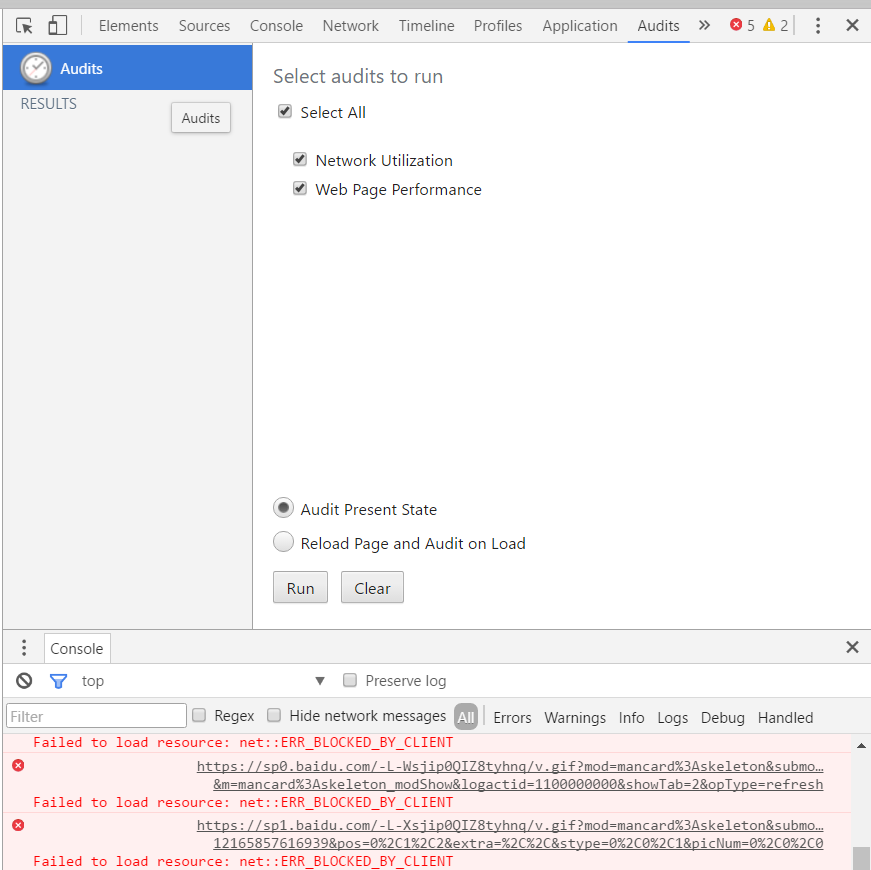 Elements Sources Console Network Timeline Profiles Application Audits » 5 2
Audits
RESULTS
Audits
Select audits to run
Select All
Network Utilization
Web Page Performance
Audit Present State
Reload Page and Audit on Load
Run Clear
Console
top Preserve log
Filter Regex Hide network messages All Errors Warnings Info Logs Debug Handled
Failed to load resource: net::ERR_BLOCKED_BY_CLIENT
https://sp0.baidu.com/-L-Wsjip0QIZ8tyhnq/v.gif?mod=mancard%3Askeleton&submo…
&m=mancard%3Askeleton_modShow&logactid=1100000000&showTab=2&opType=refresh
Failed to load resource: net::ERR_BLOCKED_BY_CLIENT
https://sp1.baidu.com/-L-Xsjip0QIZ8tyhnq/v.gif?mod=mancard%3Askeleton&submo…
12165857616939&pos=0%2C1%2C2&extra=%2C%2C&stype=0%2C0%2C1&picNum=0%2C0%2C0
Failed to load resource: net::ERR_BLOCKED_BY_CLIENT